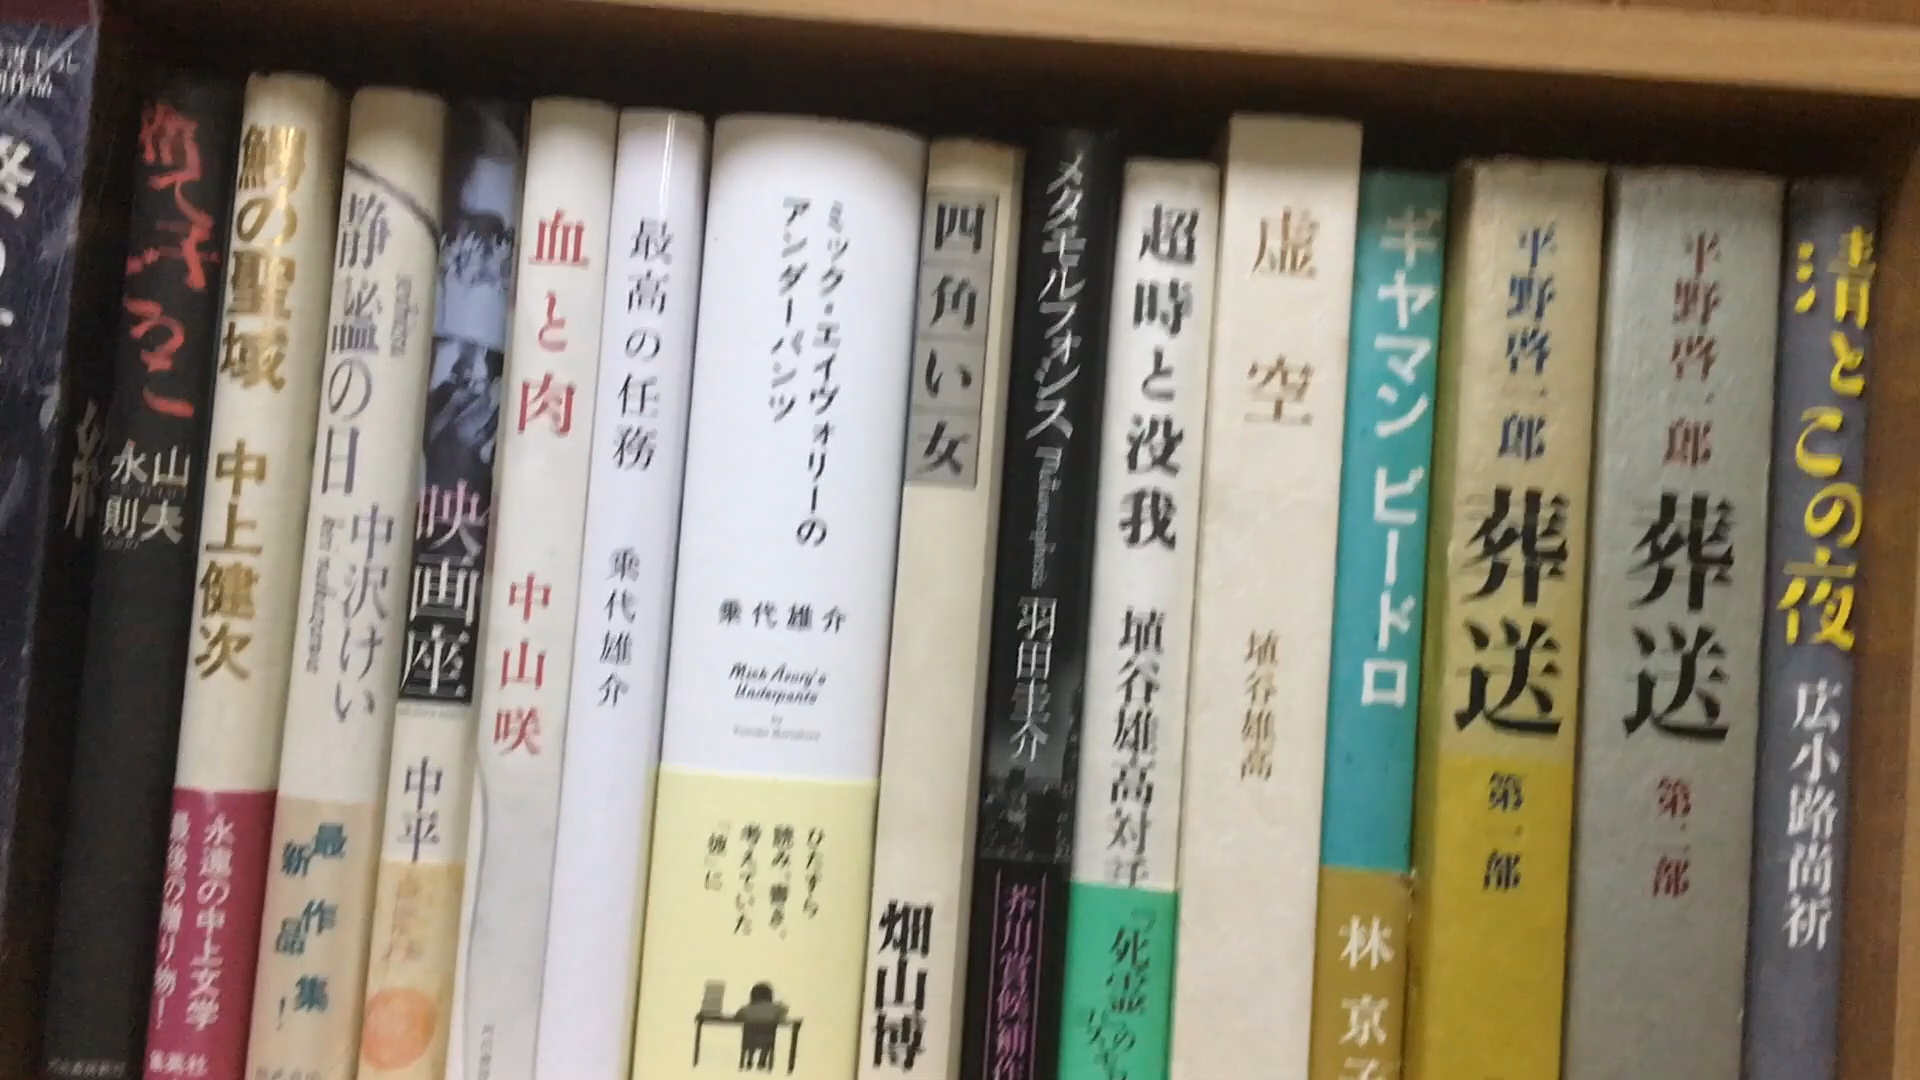 捨て子ごっこ
永山則夫
鱒の聖域 中上健次
永遠の中上文学
最後の贈り物!
集英社
静謐の日 中沢けい
最新作品集!
映画座
中平
血と肉 中山咲
最高の任務 乗代雄介
ミック・エイヴォリーの
アンダーパンツ
乗代雄介
Mick Avory's
Underpants
by
ひたすら
読み、書き、
考えていた
「彼」に
四角い女 畑山博
メタモルフォシス 羽田圭介
芥川賞候補作
超時と没我 埴谷雄高対話
『死霊』の
虚空 埴谷雄高
ギヤマン ビードロ
林京子
平野啓一郎 葬送 第一部
平野啓一郎 葬送 第二部
清とこの夜 広小路尚祈